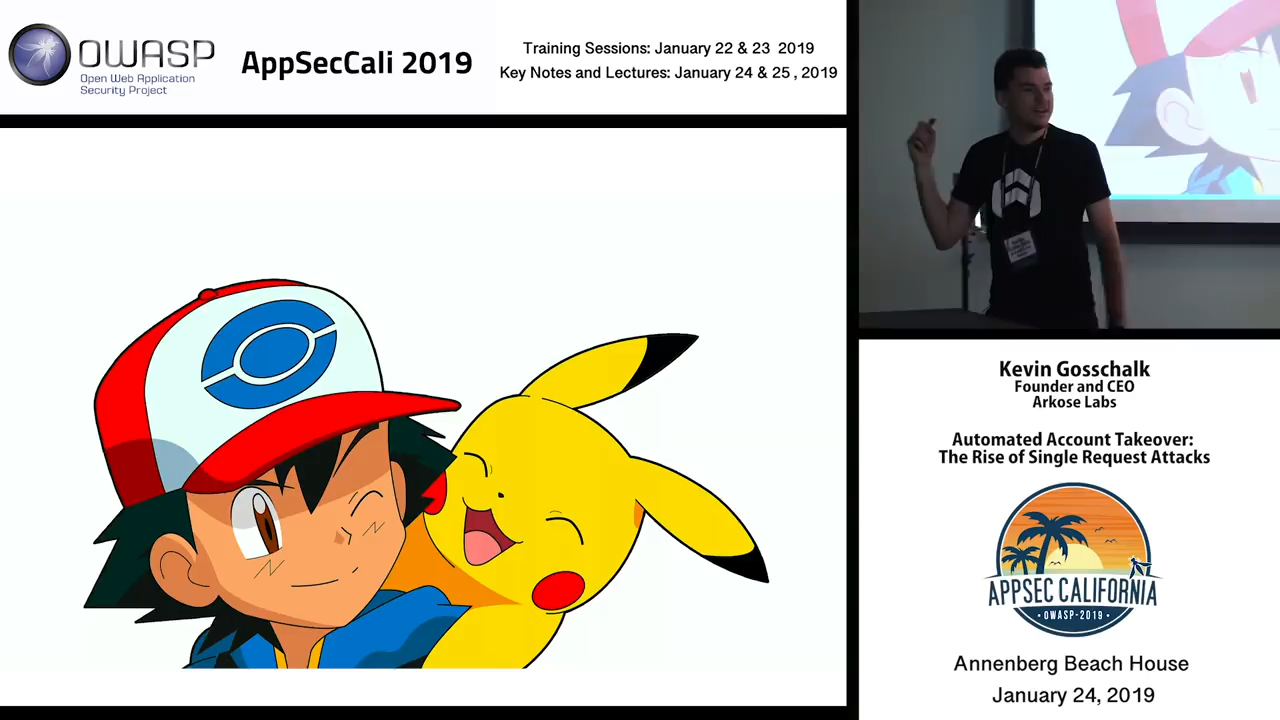 OWASP
Open Web Application
Security Project
AppSecCali 2019
Training Sessions: January 22 & 23 2019
Key Notes and Lectures: January 24 & 25 , 2019
Kevin Gosschalk
Founder and CEO
Arkose Labs
Automated Account Takeover:
The Rise of Single Request Attacks
APPSEC CALIFORNIA
· OWASP-2019 ·
Annenberg Beach House
January 24, 2019